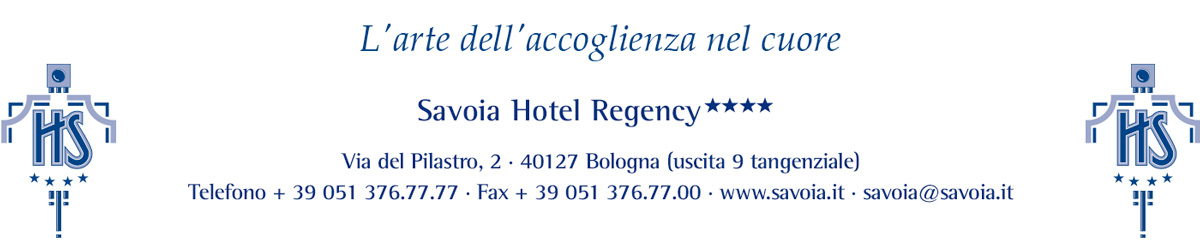 L'arte dell'accoglienza nel cuore
Savoia Hotel Regency★★★★
HS
HS
Via del Pilastro, 2 · 40127 Bologna (uscita 9 tangenziale)
Telefono + 39 051 376.77.77 · Fax + 39 051 376.77.00 · www.savoia.it · savoia@savoia.it